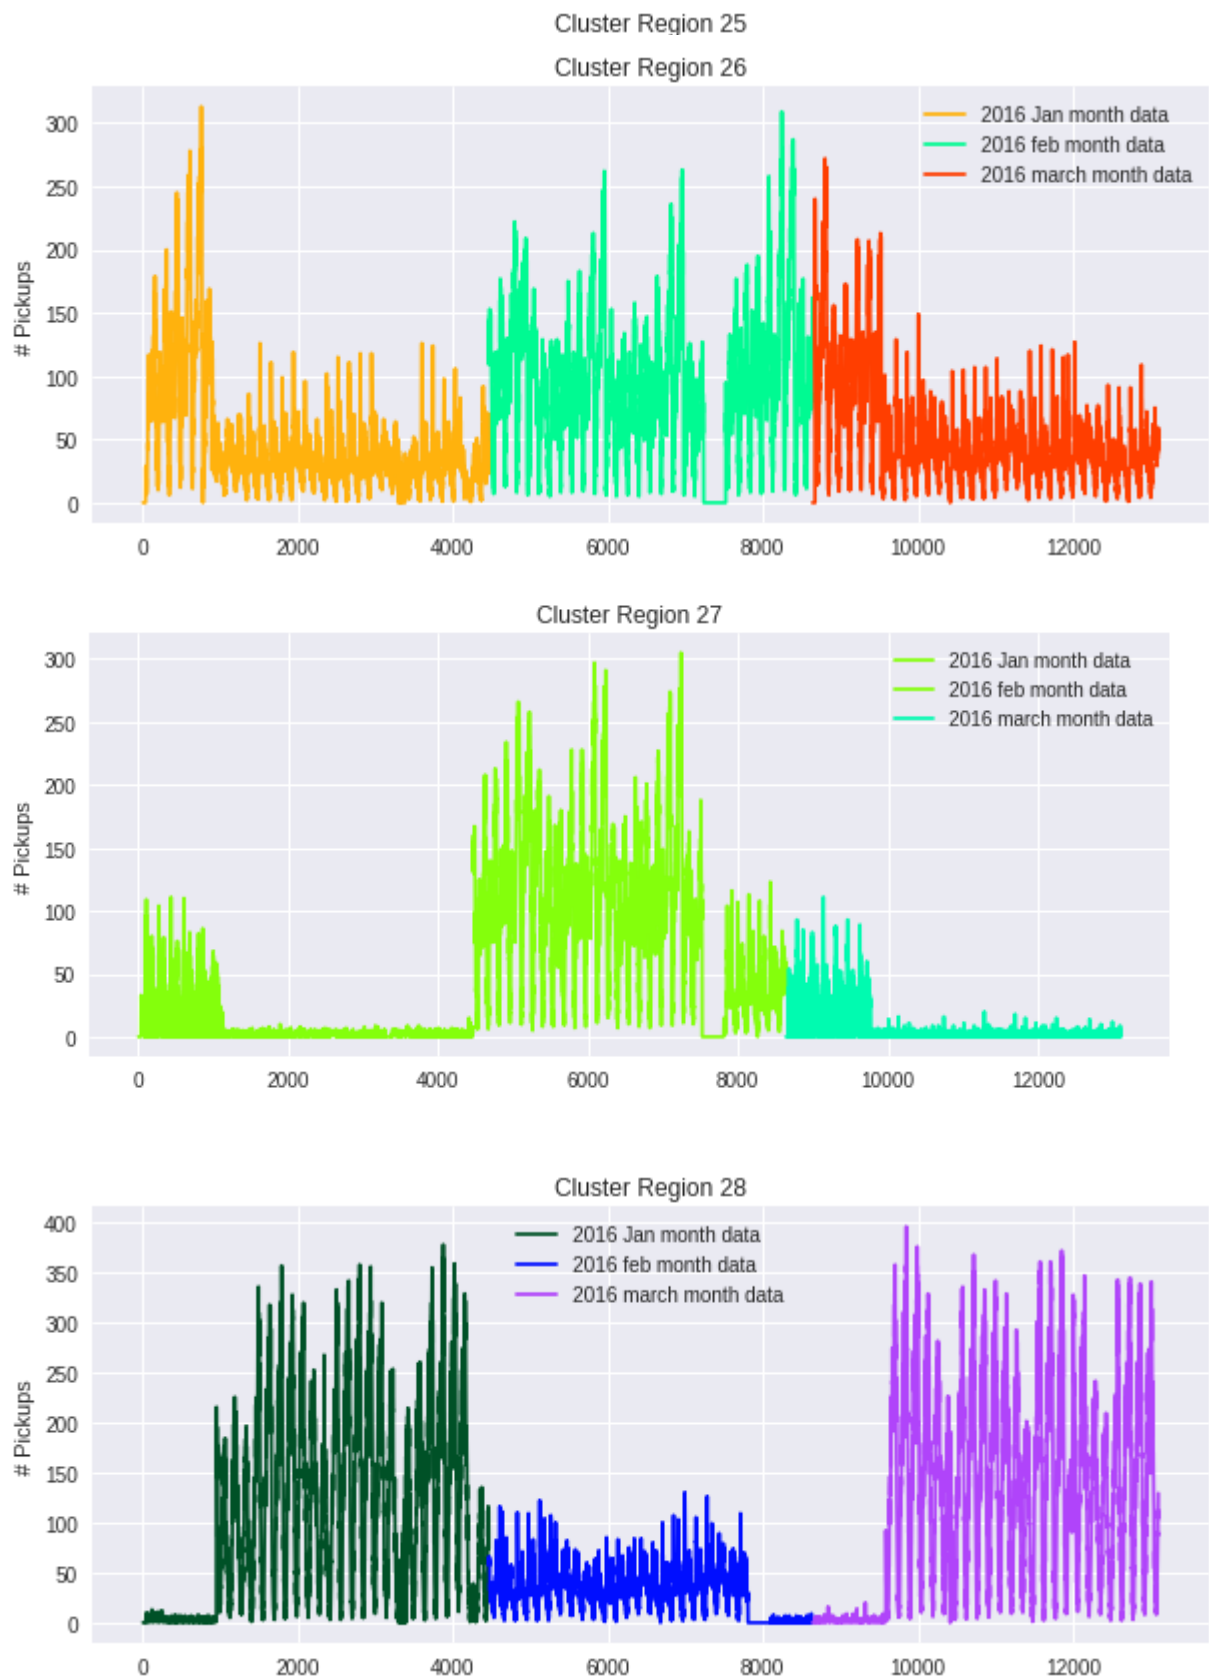 Cluster Region 25
Cluster Region 26
300
250
200
150
100
50
0
# Pickups
2016 Jan month data
2016 feb month data
2016 march month data
0 2000 4000 6000 8000 10000 12000
Cluster Region 27
300
250
200
150
100
50
0
# Pickups
2016 Jan month data
2016 feb month data
2016 march month data
0 2000 4000 6000 8000 10000 12000
Cluster Region 28
400
350
300
250
200
150
100
50
0
# Pickups
2016 Jan month data
2016 feb month data
2016 march month data
0 2000 4000 6000 8000 10000 12000